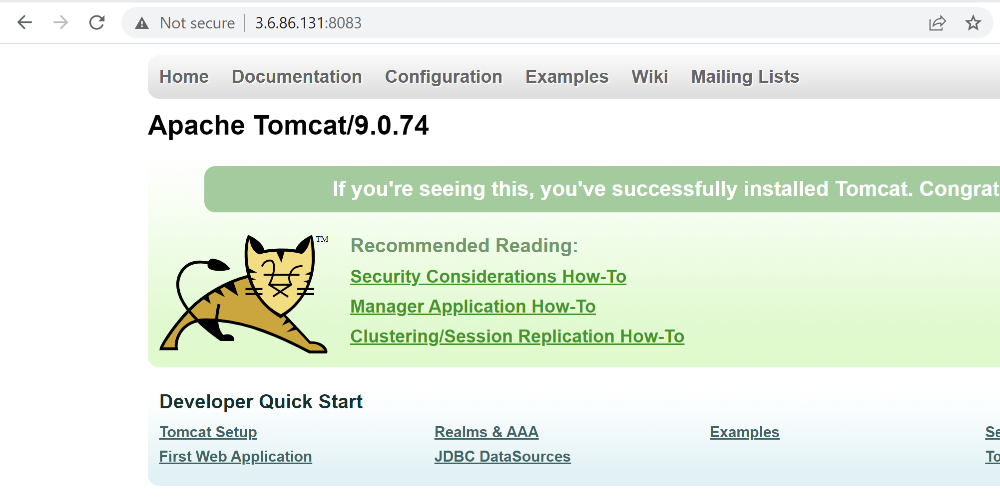 Not secure 3.6.86.131:8083
Home Documentation Configuration Examples Wiki Mailing Lists
Apache Tomcat/9.0.74
If you're seeing this, you've successfully installed Tomcat. Congrat
TM
Recommended Reading:
Security Considerations How-To
Manager Application How-To
Clustering/Session Replication How-To
Developer Quick Start
Tomcat Setup Realms & AAA Examples Se
First Web Application JDBC DataSources To